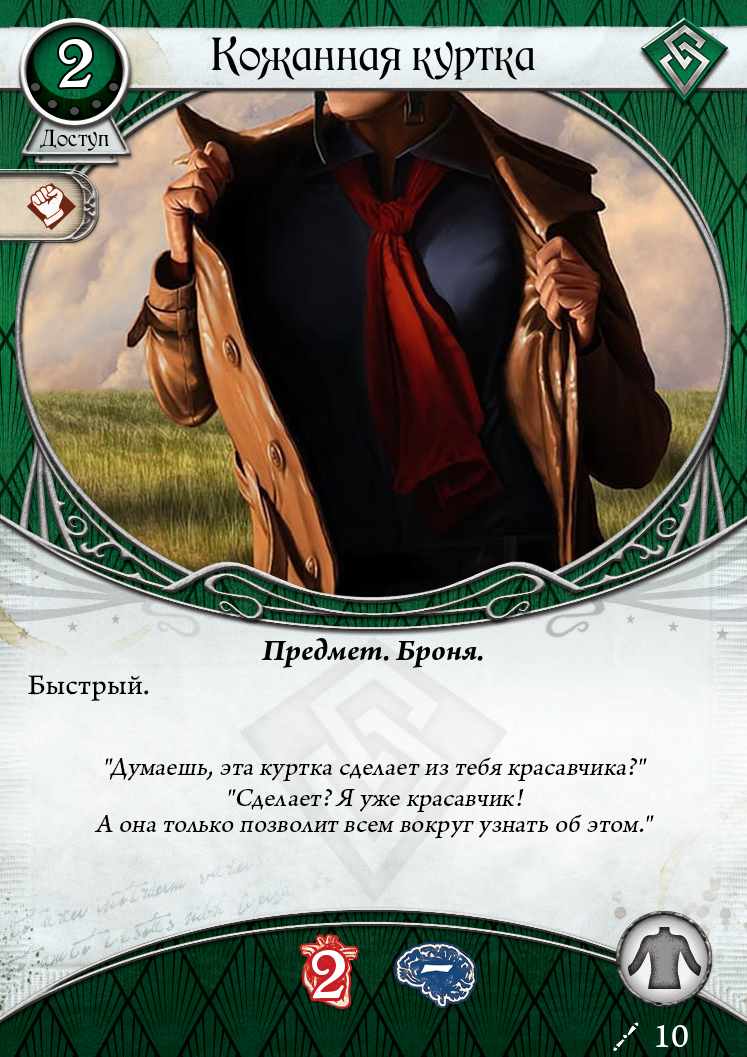 2
Кожанная куртка
Доступ
Предмет. Броня.
Быстрый.
"Думаешь, эта куртка сделает из тебя красавчика?"
"Сделает? Я уже красавчик!
А она только позволит всем вокруг узнать об этом."
2
-
10